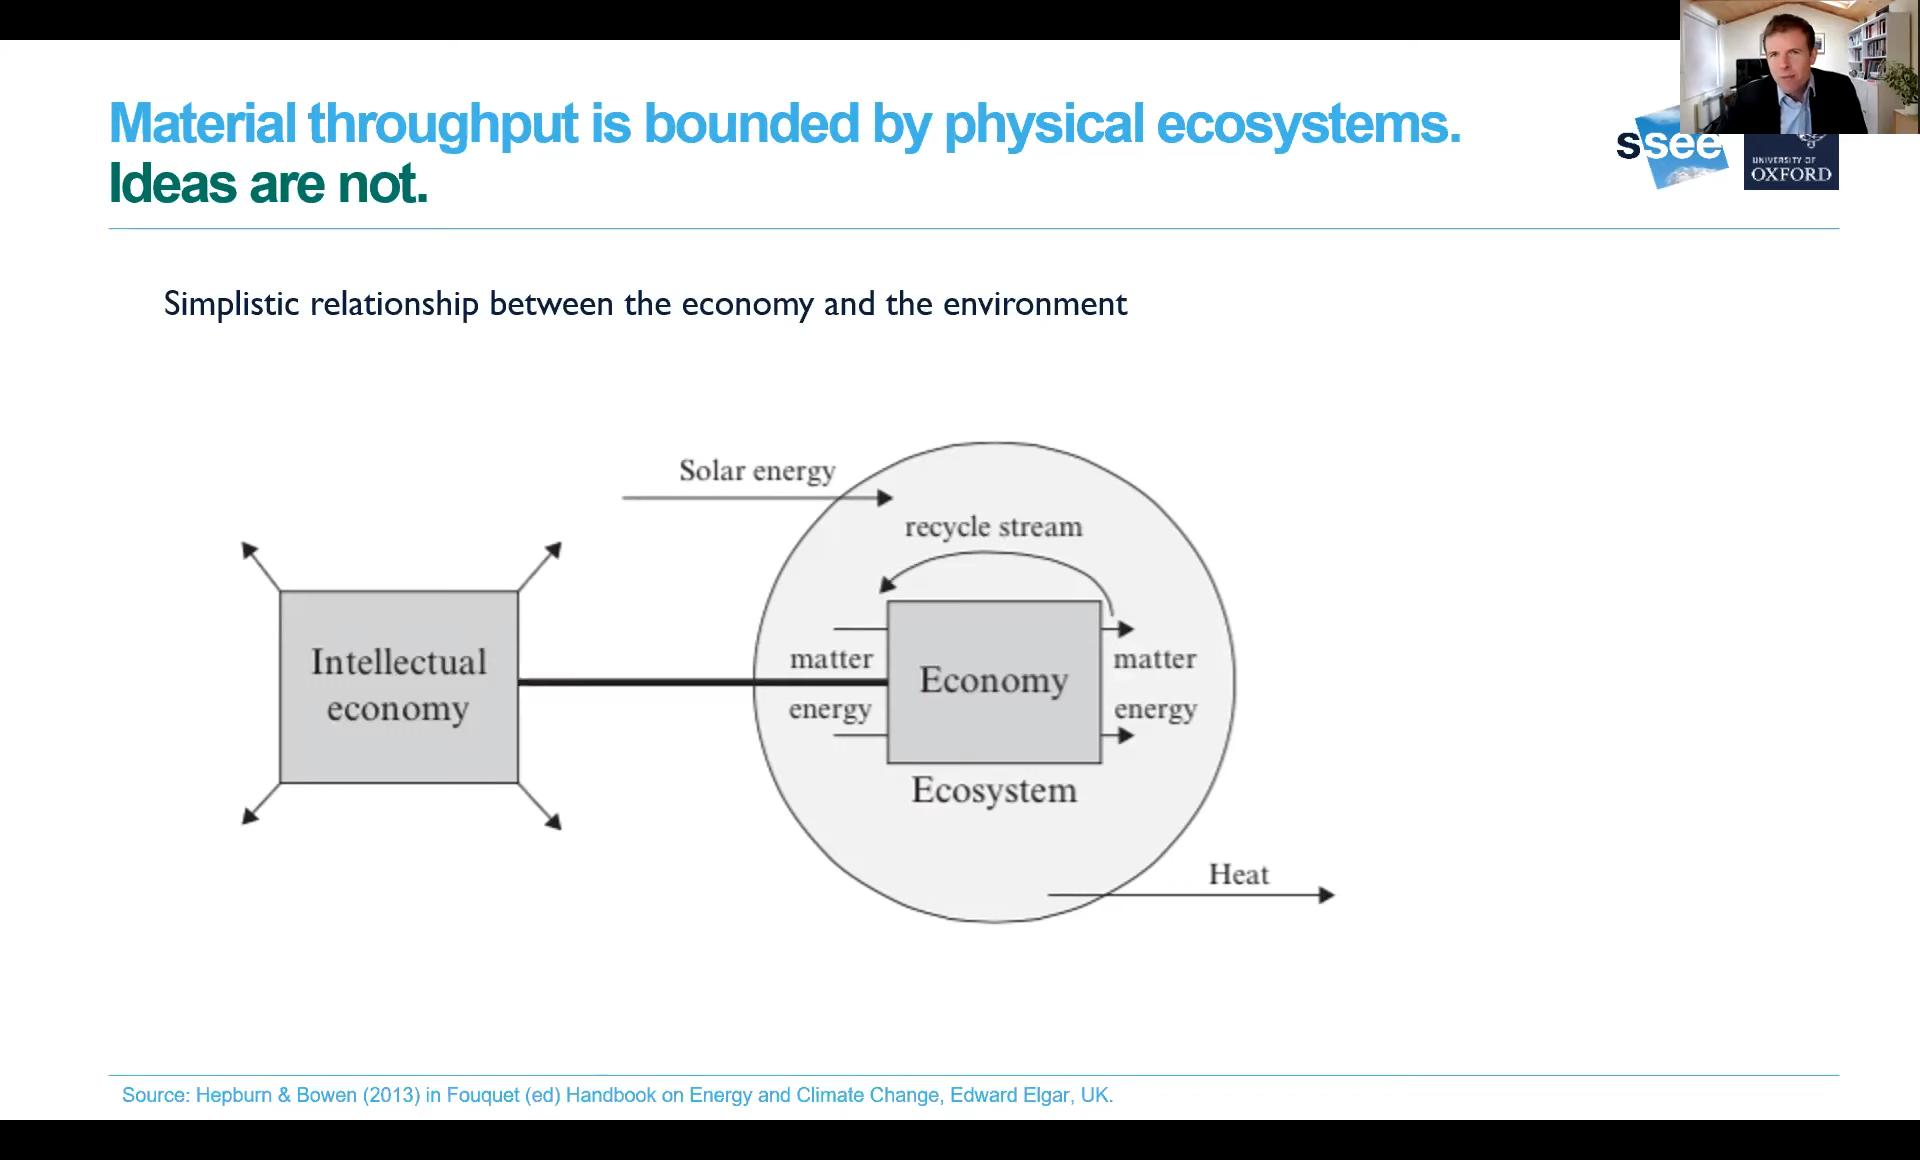 Material throughput is bounded by physical ecosystems.
Ideas are not.
ssee
UNIVERSITY OF
OXFORD
Simplistic relationship between the economy and the environment
Solar energy
recycle stream
Intellectual
economy
matter
energy
Economy
matter
energy
Ecosystem
Heat
Source: Hepburn & Bowen (2013) in Fouquet (ed) Handbook on Energy and Climate Change, Edward Elgar, UK.